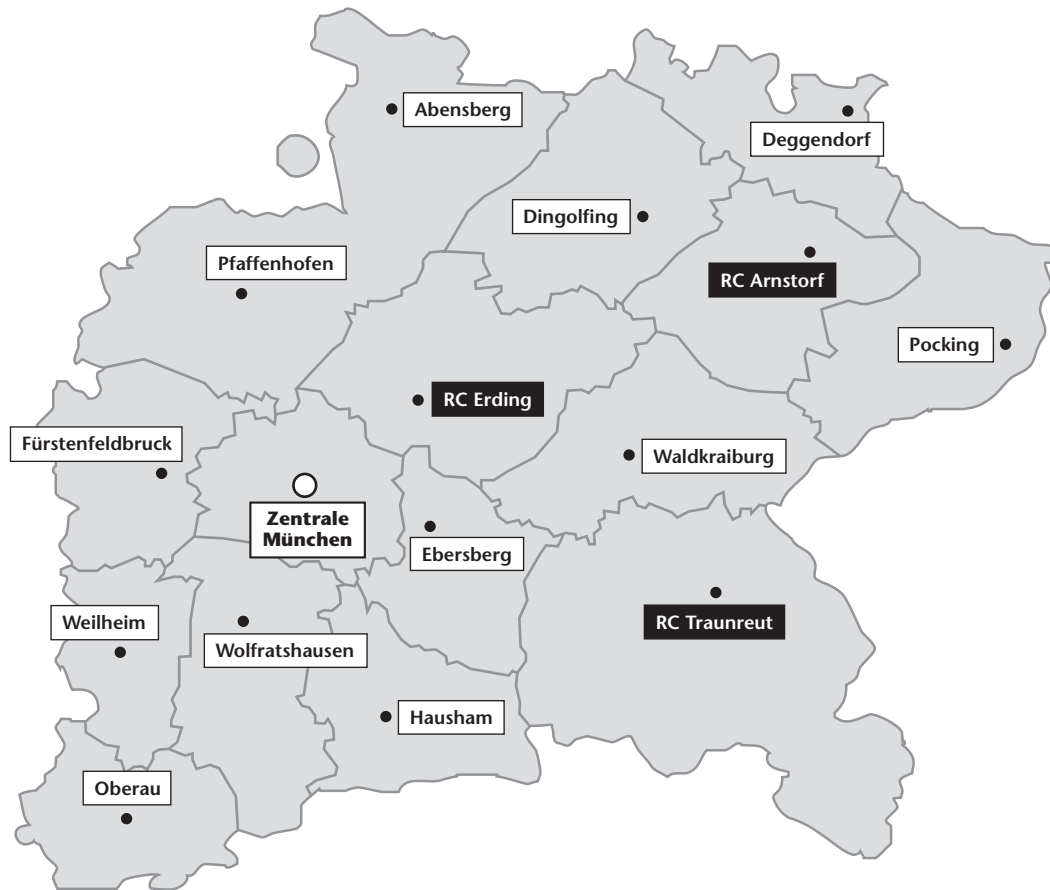 Abensberg
Deggendorf
Dingolfing
Pfaffenhofen
RC Arnstorf
Pocking
RC Erding
Fürstenfeldbruck
Waldkraiburg
Zentrale
München
Ebersberg
Weilheim
RC Traunreut
Wolfratshausen
Hausham
Oberau